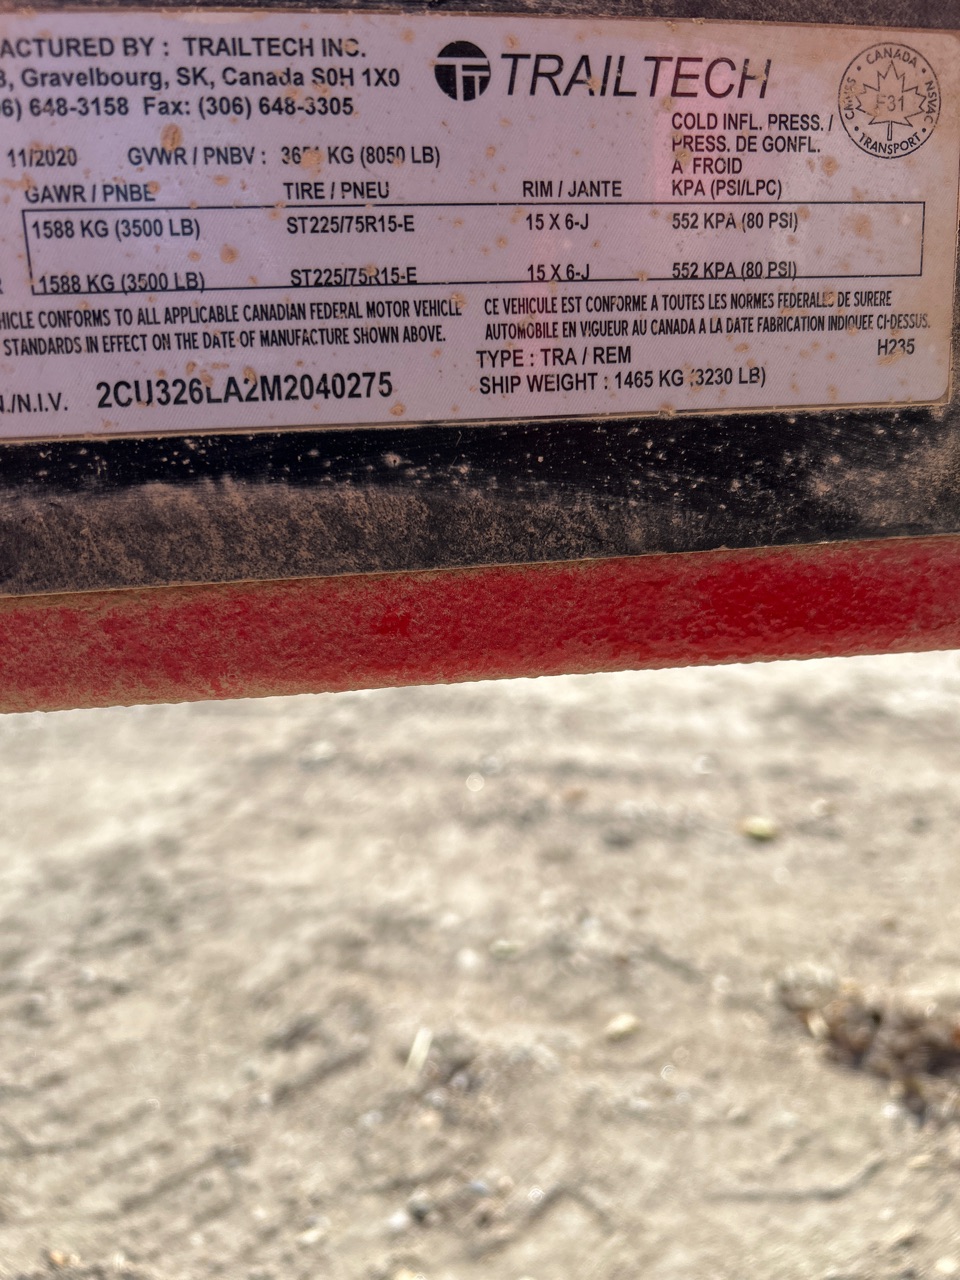 ACTURED BY : TRAILTECH INC.
3, Gravelbourg, SK, Canada S0H 1X0
06) 648-3158 Fax: (306) 648-3305
TRAILTECH
CANADA
NSVAC
TRANSPORT
F31
11/2020 GVWR / PNBV : KG (8050 LB)
COLD INFL. PRESS. /
PRESS. DE GONFL.
A FROID
GAWR / PNBE TIRE / PNEU RIM / JANTE KPA (PSI/LPC)
1588 KG (3500 LB) ST225/75R15-E 15 X 6-J 552 KPA (80 PSI)
1588 KG (3500 LB) ST225/75R15-E 15 X 6-J 552 KPA (80 PSI)
HICLE CONFORMS TO ALL APPLICABLE CANADIAN FEDERAL MOTOR VEHICLE
STANDARDS IN EFFECT ON THE DATE OF MANUFACTURE SHOWN ABOVE.
CE VEHICULE EST CONFORME A TOUTES LES NORMES FEDERALES DE SURERE
AUTOMOBILE EN VIGUEUR AU CANADA A LA DATE FABRICATION INDIQUEE CI-DESSUS.
TYPE : TRA / REM H235
./N.I.V. 2CU326LA2M2040275
SHIP WEIGHT : 1465 KG (3230 LB)